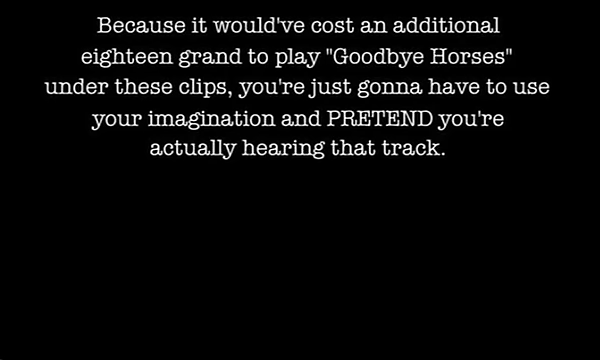 Because it would've cost an additional
eighteen grand to play "Goodbye Horses"
under these clips, you're just gonna have to use
your imagination and PRETEND you're
actually hearing that track.